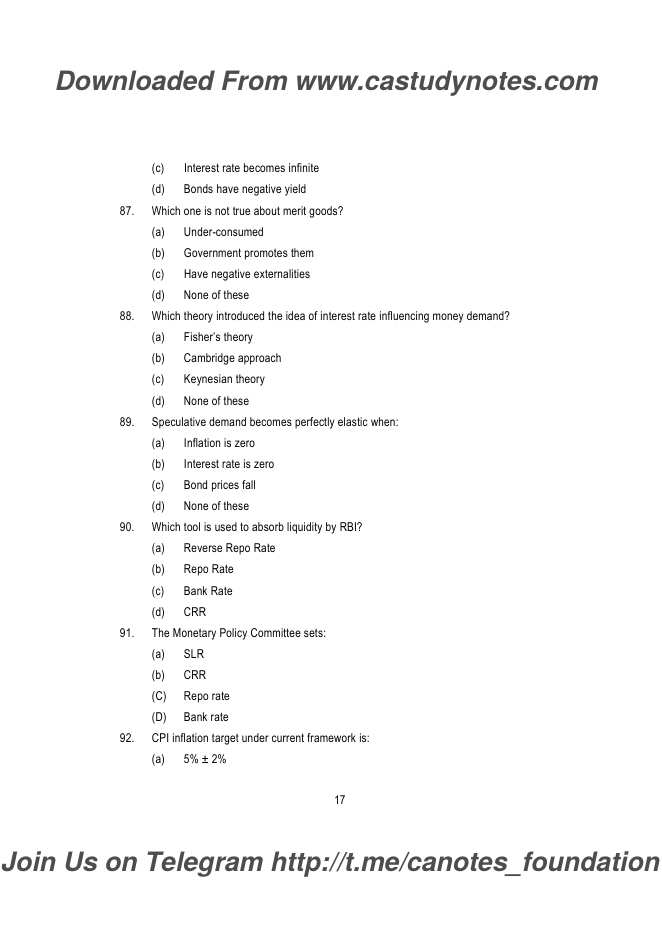 Downloaded From www.castudynotes.com
(c) Interest rate becomes infinite
(d) Bonds have negative yield
87. Which one is not true about merit goods?
(a) Under-consumed
(b) Government promotes them
(c) Have negative externalities
(d) None of these
88. Which theory introduced the idea of interest rate influencing money demand?
(a) Fisher's theory
(b) Cambridge approach
(c) Keynesian theory
(d) None of these
89. Speculative demand becomes perfectly elastic when:
(a) Inflation is zero
(b) Interest rate is zero
(c) Bond prices fall
(d) None of these
90. Which tool is used to absorb liquidity by RBI?
(a) Reverse Repo Rate
(b) Repo Rate
(c) Bank Rate
(d) CRR
91. The Monetary Policy Committee sets:
(a) SLR
(b) CRR
(C) Repo rate
(D) Bank rate
92. CPI inflation target under current framework is:
(a) 5% ± 2%
17
Join Us on Telegram http://t.me/canotes_foundation